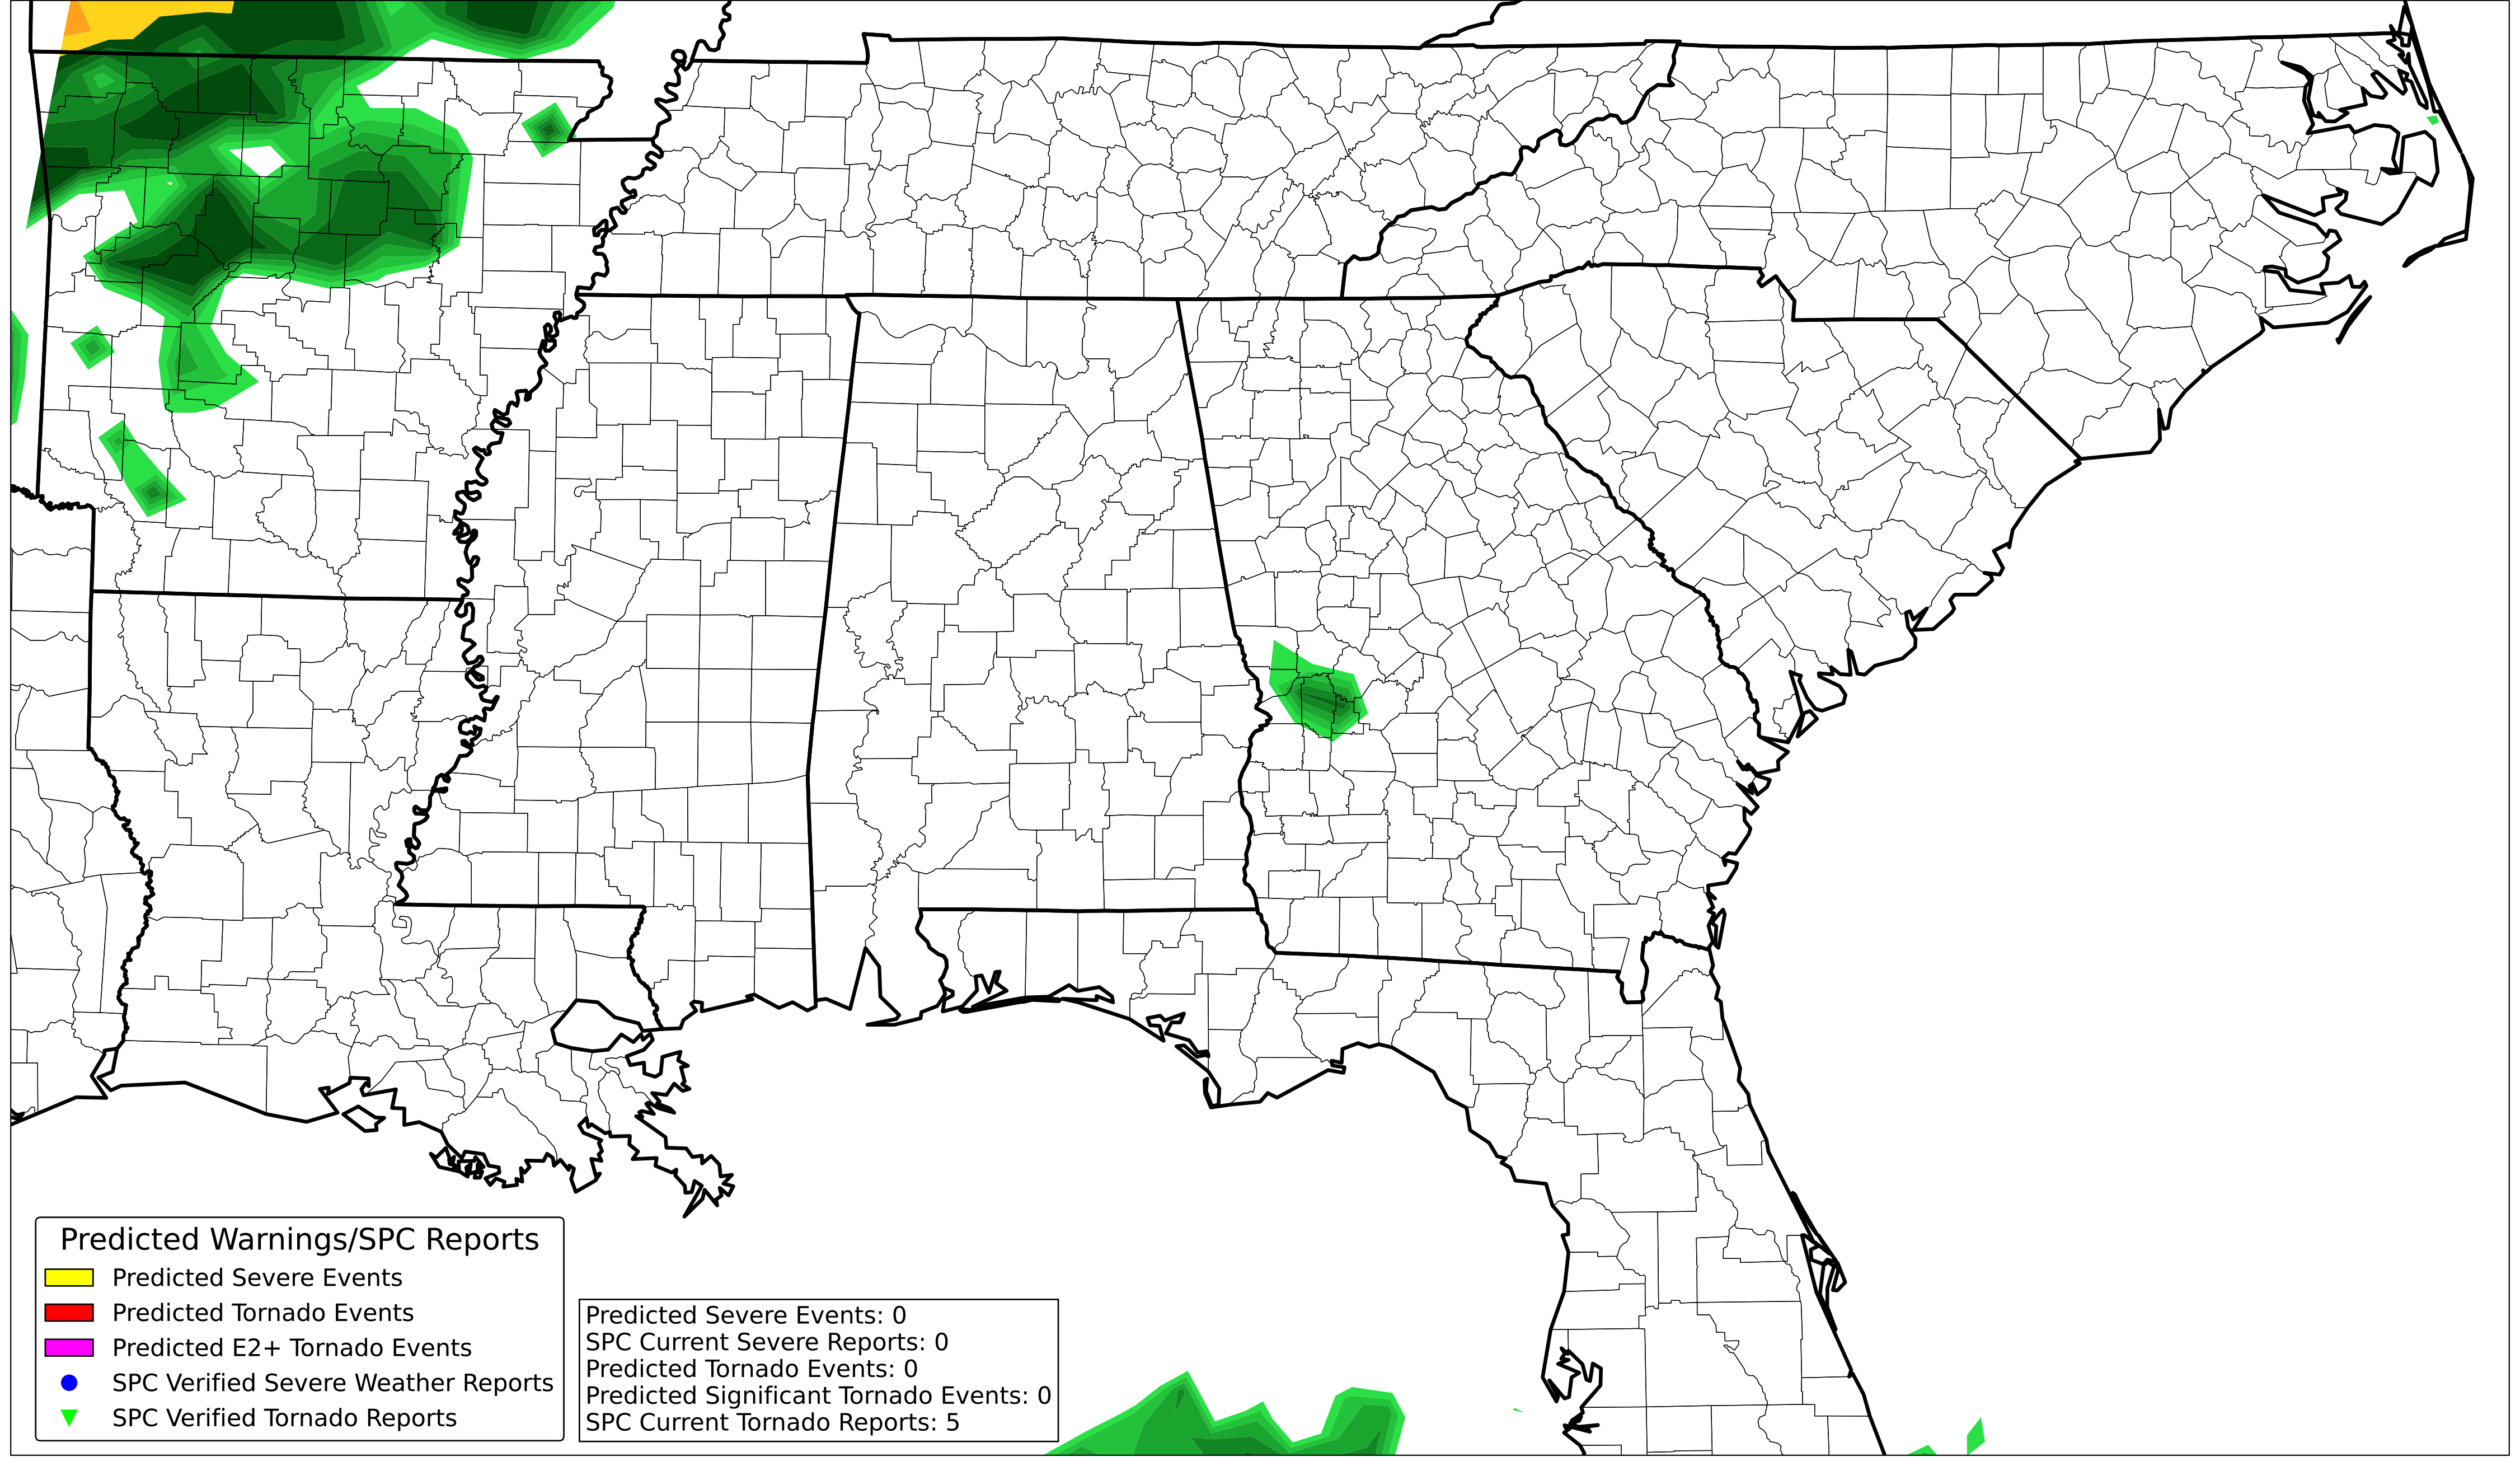 Predicted Warnings/SPC Reports
Predicted Severe Events
Predicted Tornado Events
Predicted E2+ Tornado Events
SPC Verified Severe Weather Reports
SPC Verified Tornado Reports
Predicted Severe Events: 0
SPC Current Severe Reports: 0
Predicted Tornado Events: 0
Predicted Significant Tornado Events: 0
SPC Current Tornado Reports: 5